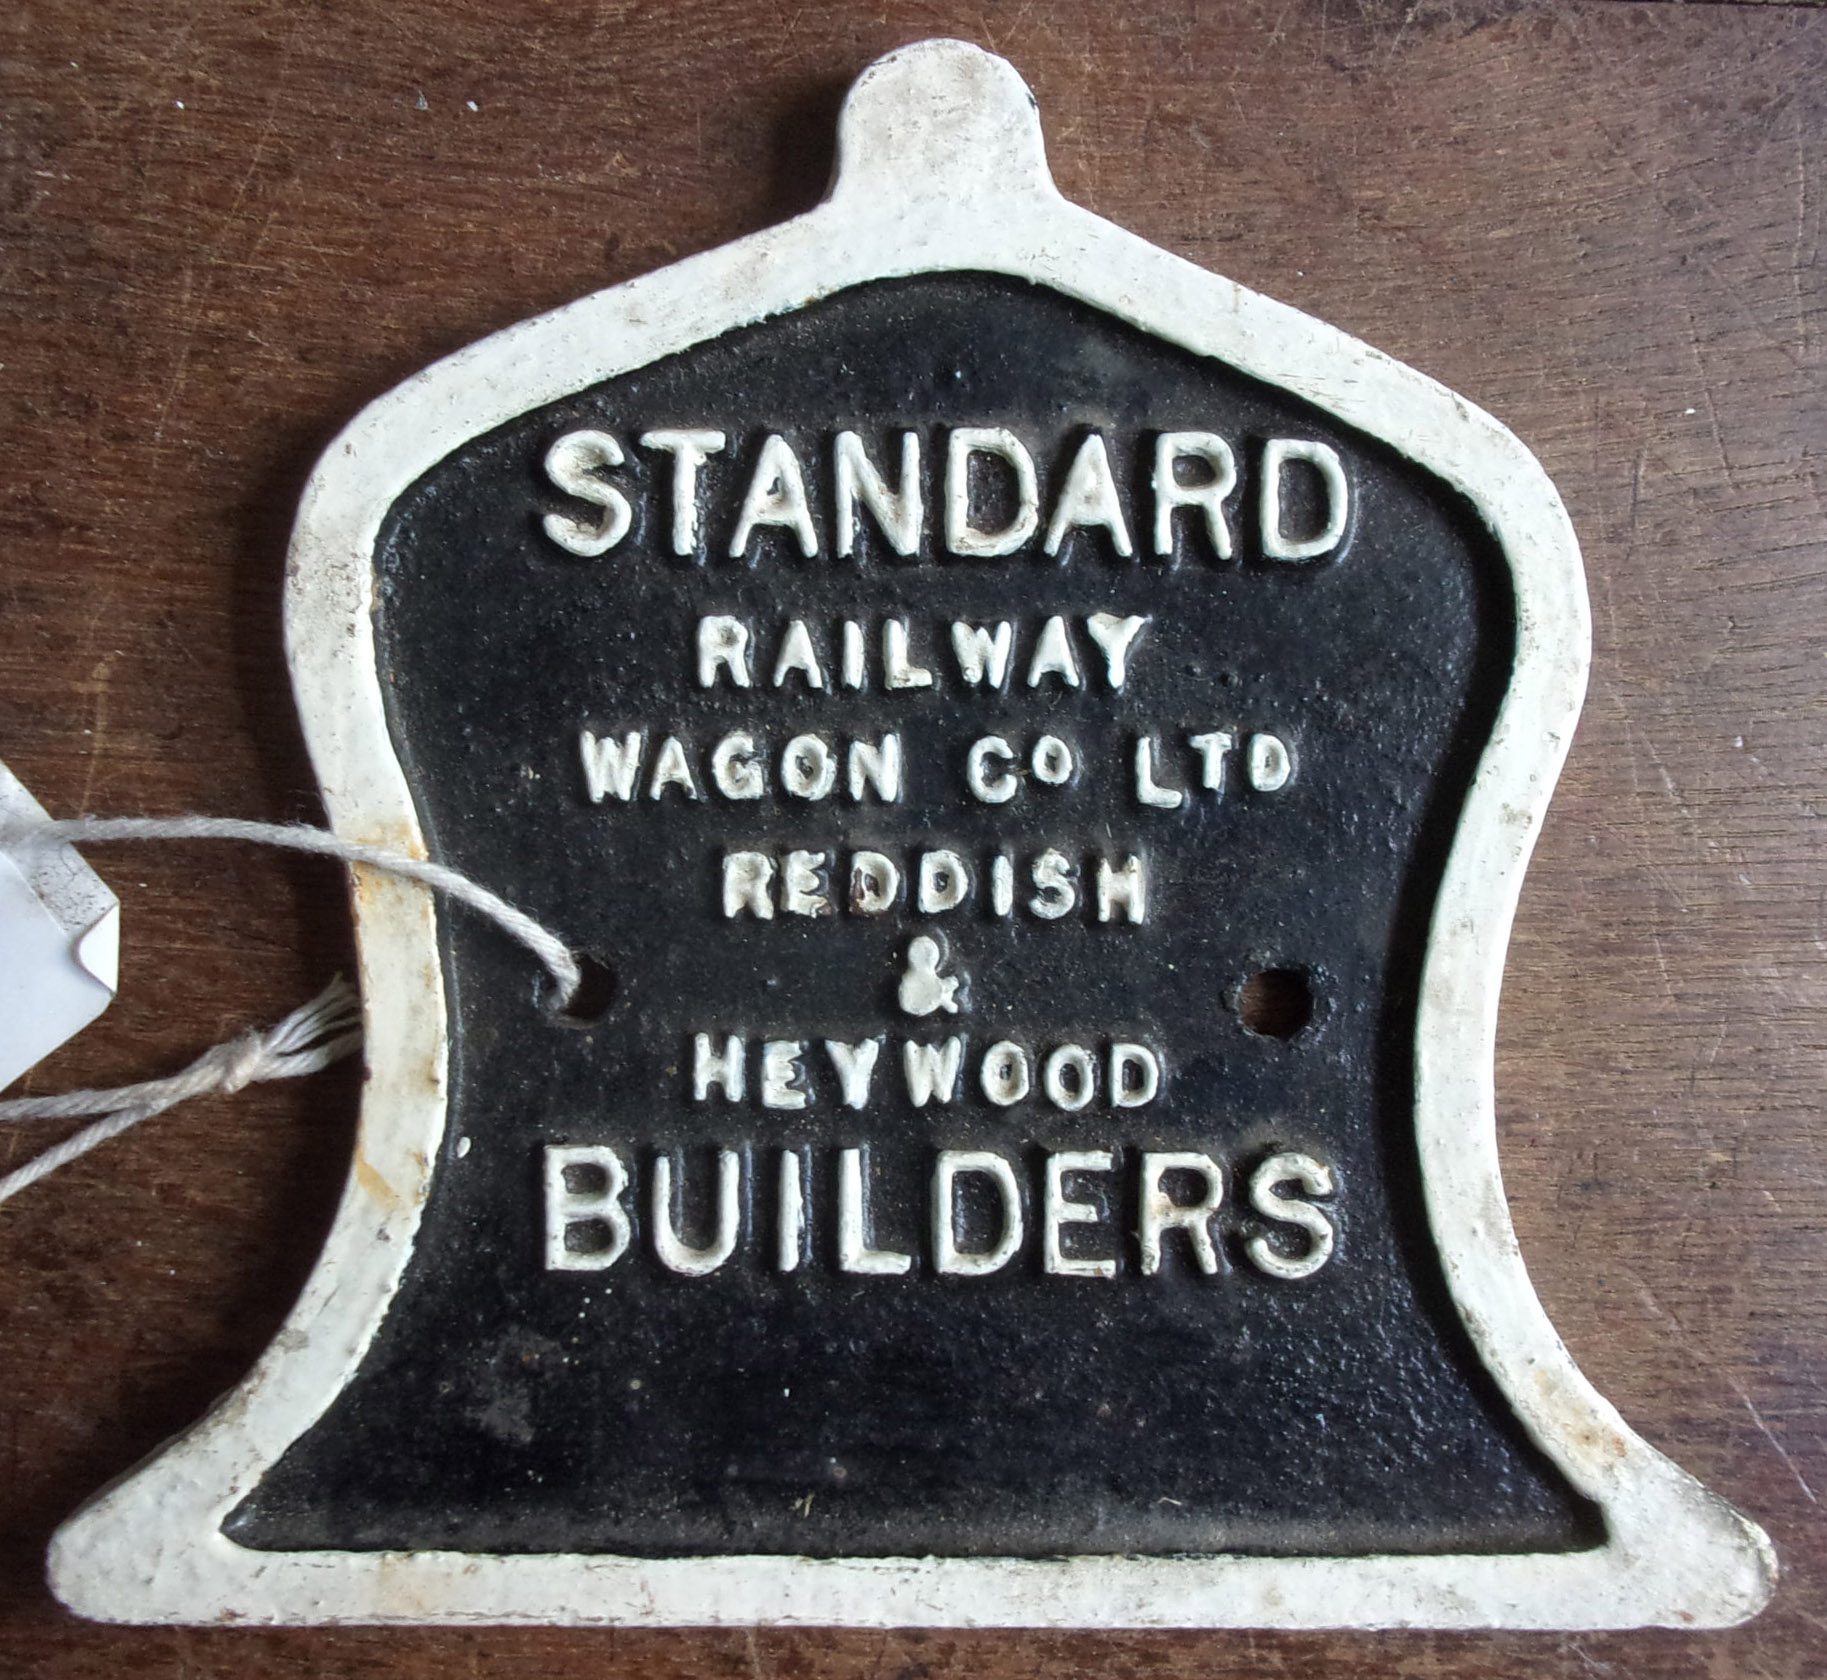 STANDARD
RAILWAY
WAGON CO LTD
REDDISH
&
HEYWOOD
BUILDERS